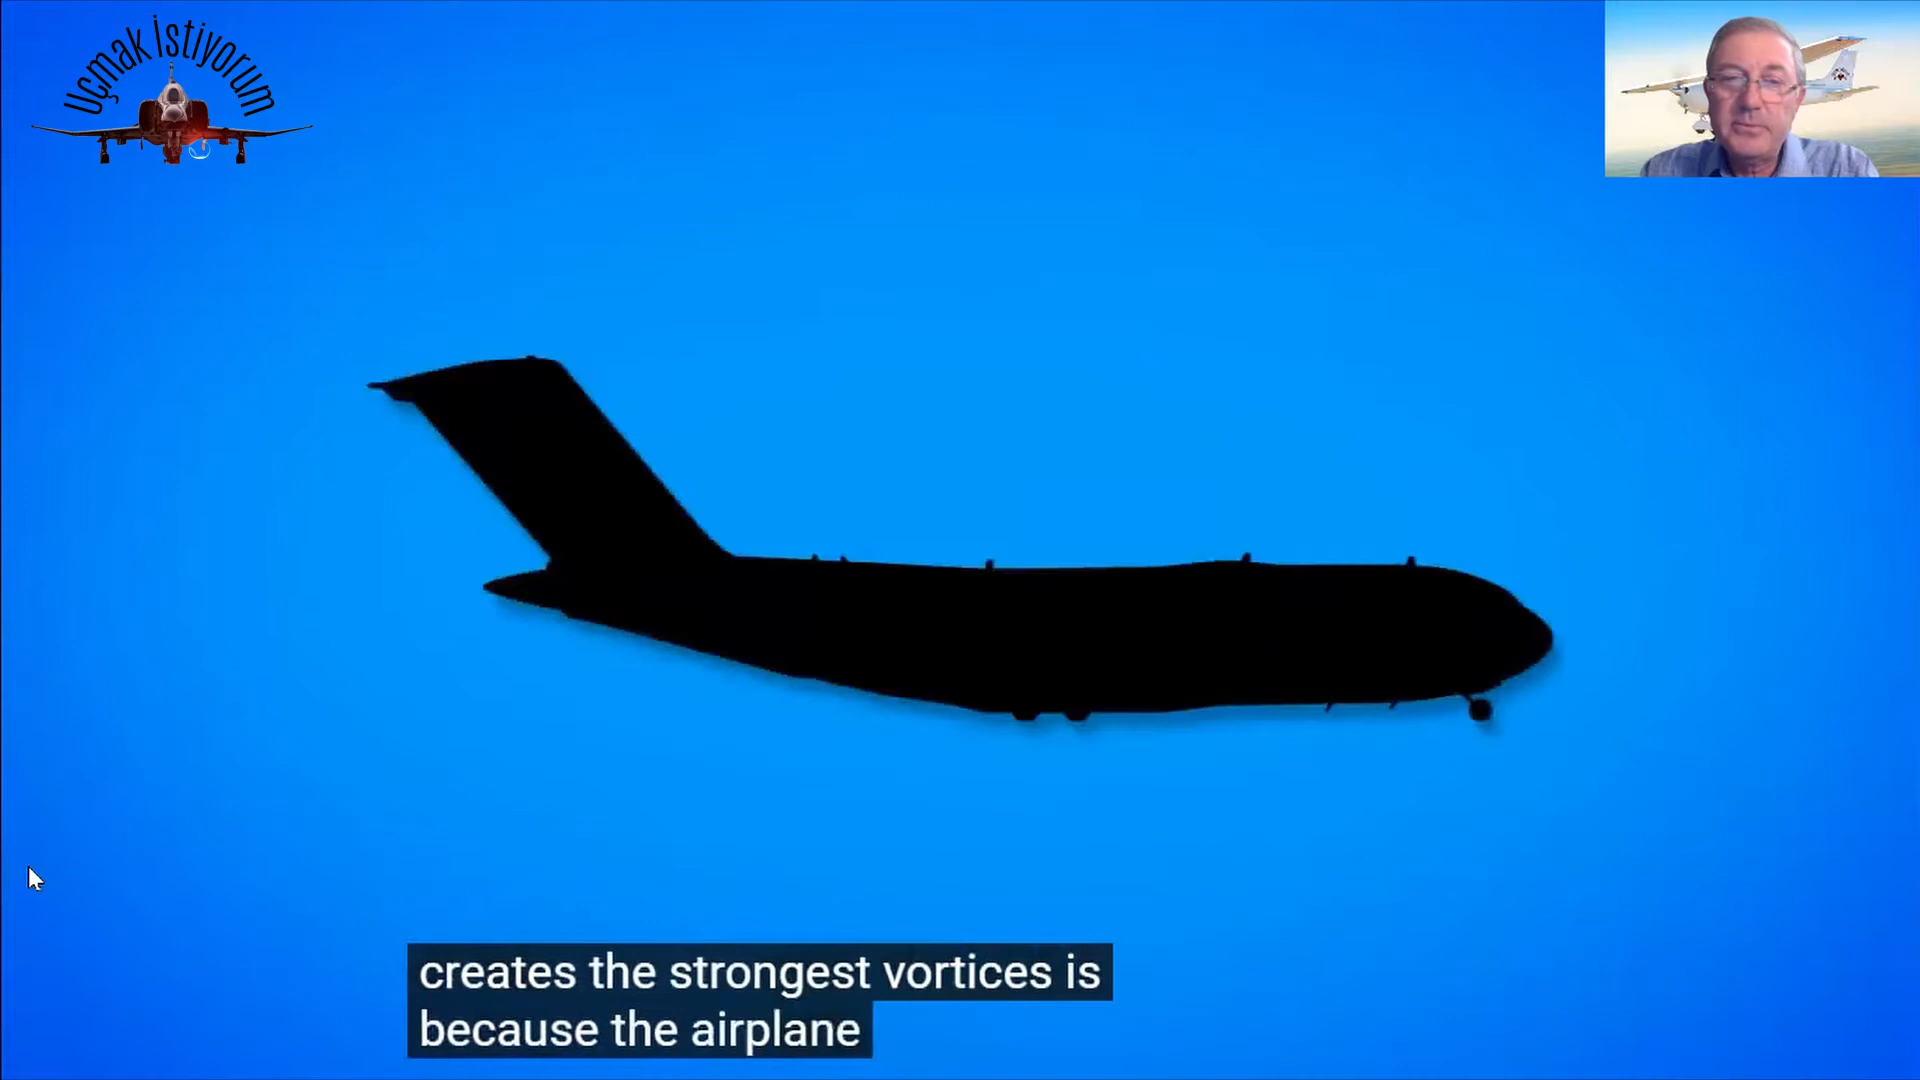 Uçmak İstiyorum
creates the strongest vortices is
because the airplane